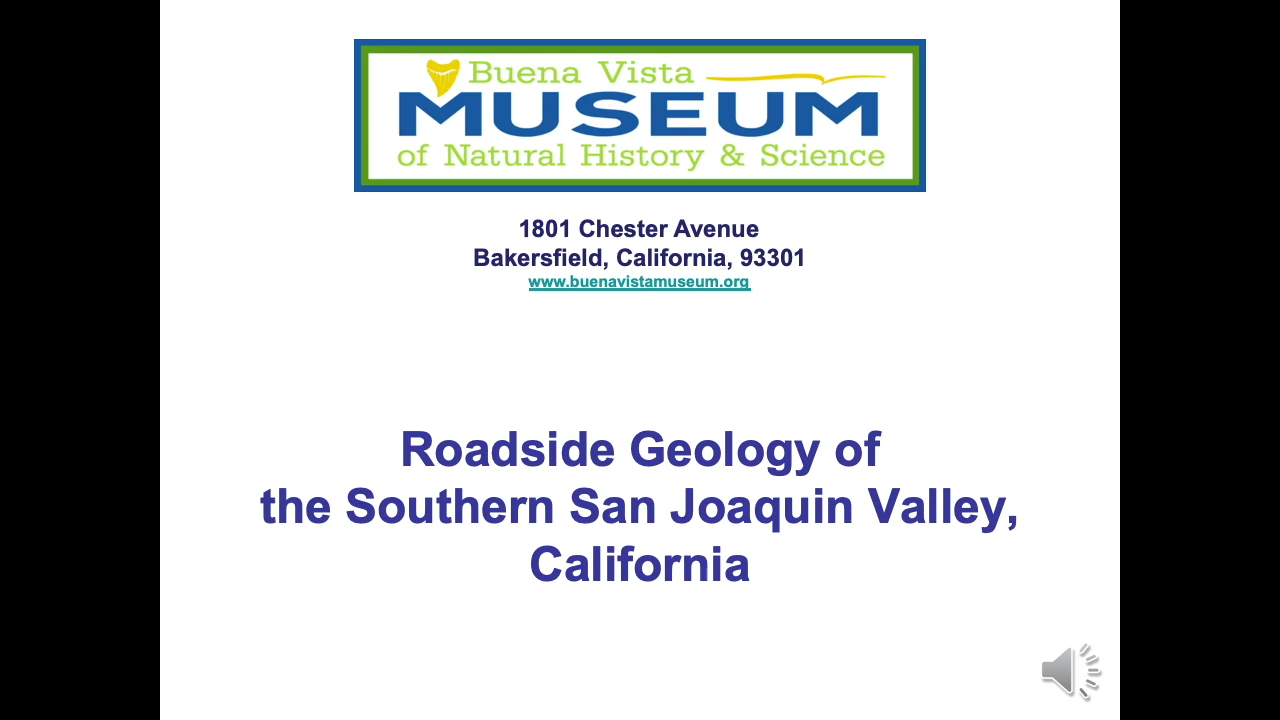 Buena Vista
MUSEUM
of Natural History & Science
1801 Chester Avenue
Bakersfield, California, 93301
www.buenavistamuseum.org
Roadside Geology of
the Southern San Joaquin Valley,
California